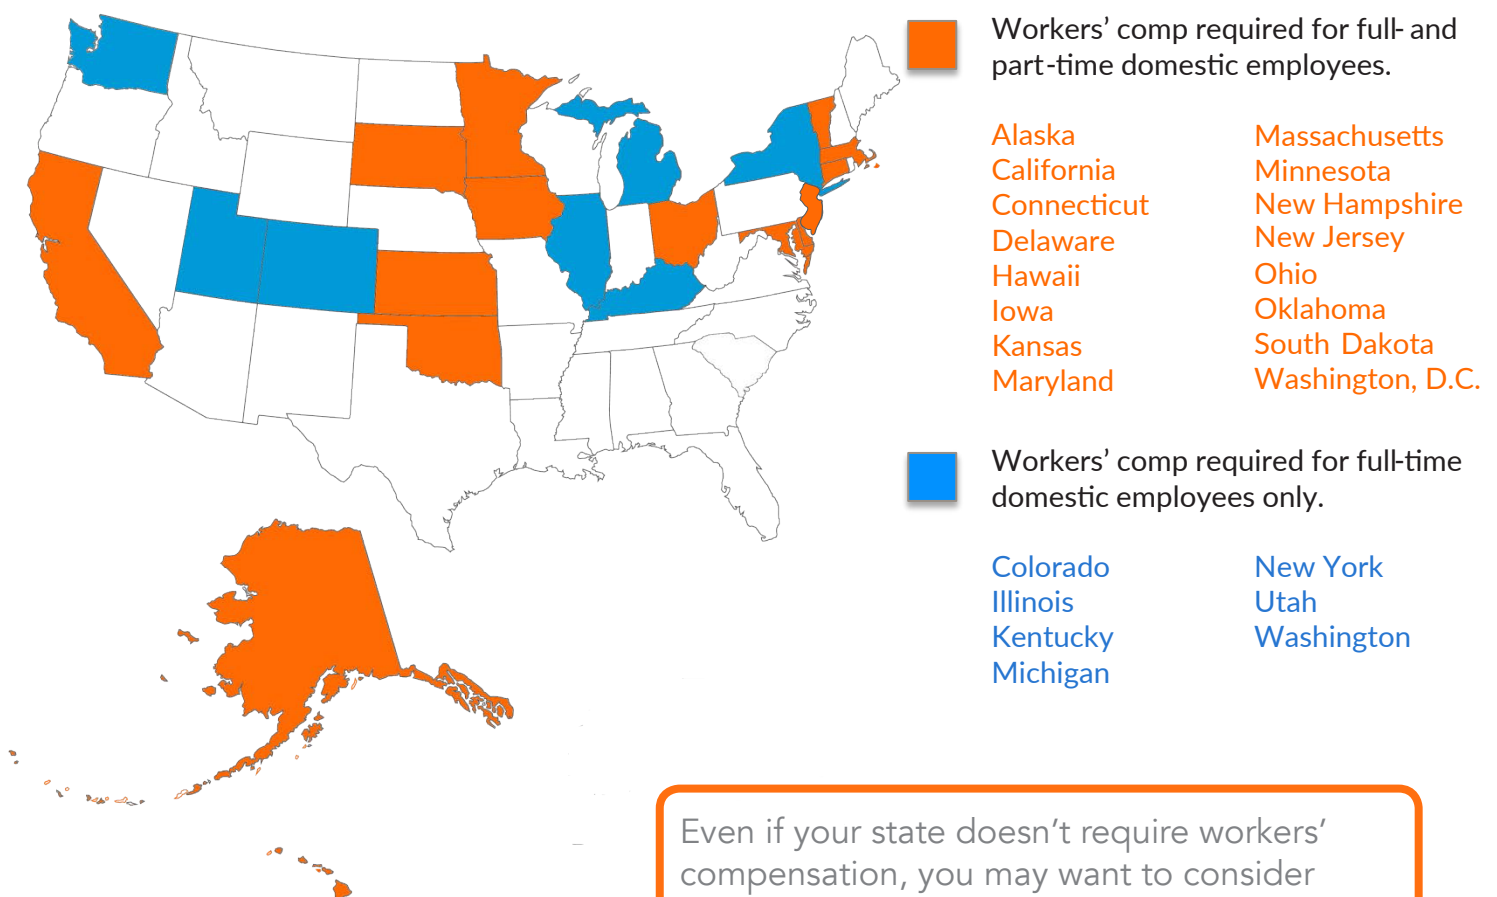 Workers’ comp required for full- and
part-time domestic employees.
Alaska
California
Connecticut
Delaware
Hawaii
Iowa
Kansas
Maryland
Massachusetts
Minnesota
New Hampshire
New Jersey
Ohio
Oklahoma
South Dakota
Washington, D.C.
Workers’ comp required for full-time
domestic employees only.
Colorado
Illinois
Kentucky
Michigan
New York
Utah
Washington
Even if your state doesn’t require workers’
compensation, you may want to consider